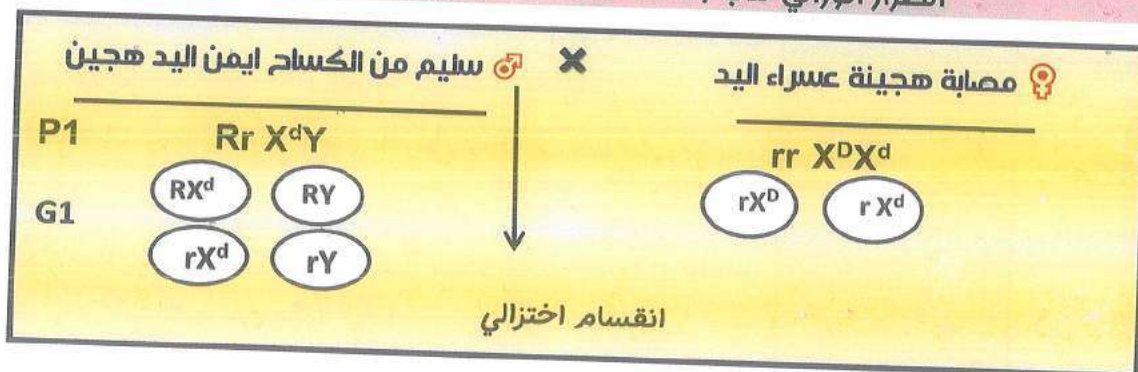 سليم من الكساح ايمن اليد هجين ♂ × مصابة هجينة عسراء اليد ♀
P1 Rr XᵈY rr XᴰXᵈ
G1 RXᵈ RY rXᴰ r Xᵈ
rXᵈ rY
انقسام اختزالي